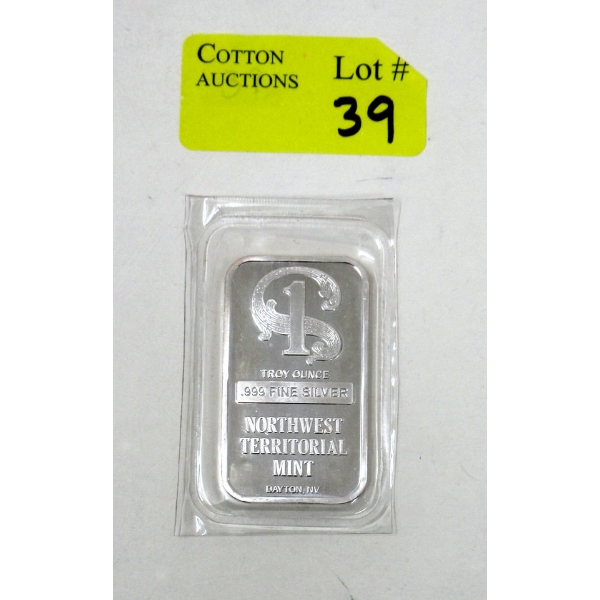 COTTON
AUCTIONS
Lot #
39
1
TROY OUNCE
.999 FINE SILVER
NORTHWEST
TERRITORIAL
MINT
DAYTON, NV